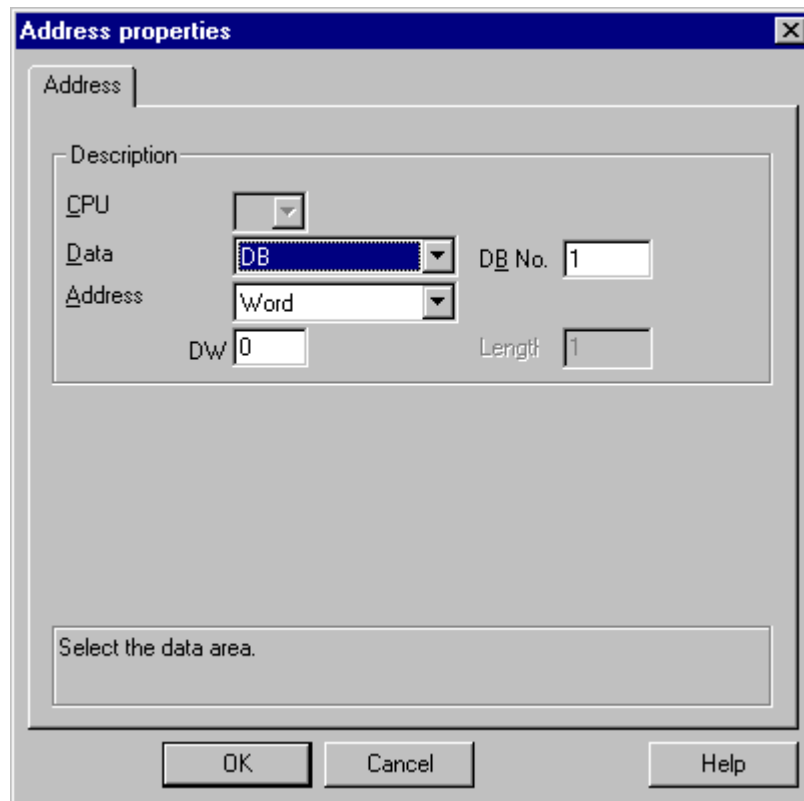 Address properties
Address
Description
CPU
Data DB DB No. 1
Address Word
DW 0 Length 1
Select the data area.
OK Cancel Help